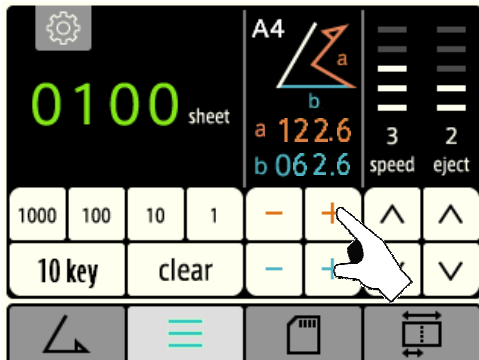 A4
a
b
0100 sheet
a 122.6
b 062.6
3 2
speed eject
1000 100 10 1 - +
10 key clear - +